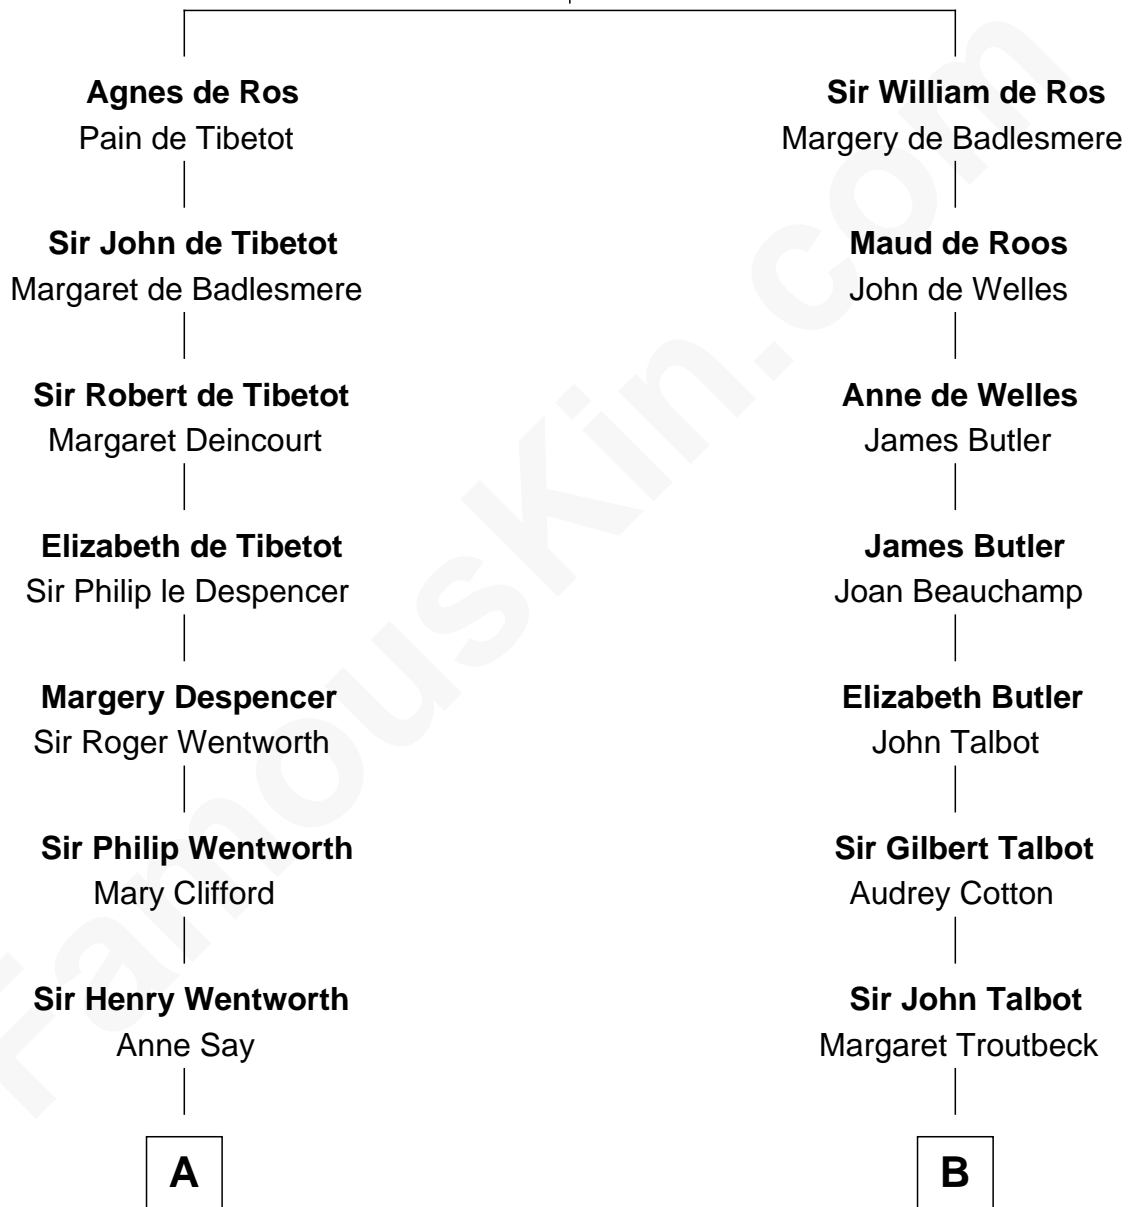 Agnes de Ros
Pain de Tibetot
Sir John de Tibetot
Margaret de Badlesmere
Sir Robert de Tibetot
Margaret Deincourt
Elizabeth de Tibetot
Sir Philip le Despencer
Margery Despencer
Sir Roger Wentworth
Sir Philip Wentworth
Mary Clifford
Sir Henry Wentworth
Anne Say
A
Sir William de Ros
Margery de Badlesmere
Maud de Roos
John de Welles
Anne de Welles
James Butler
James Butler
Joan Beauchamp
Elizabeth Butler
John Talbot
Sir Gilbert Talbot
Audrey Cotton
Sir John Talbot
Margaret Troutbeck
B
FamousKin.com